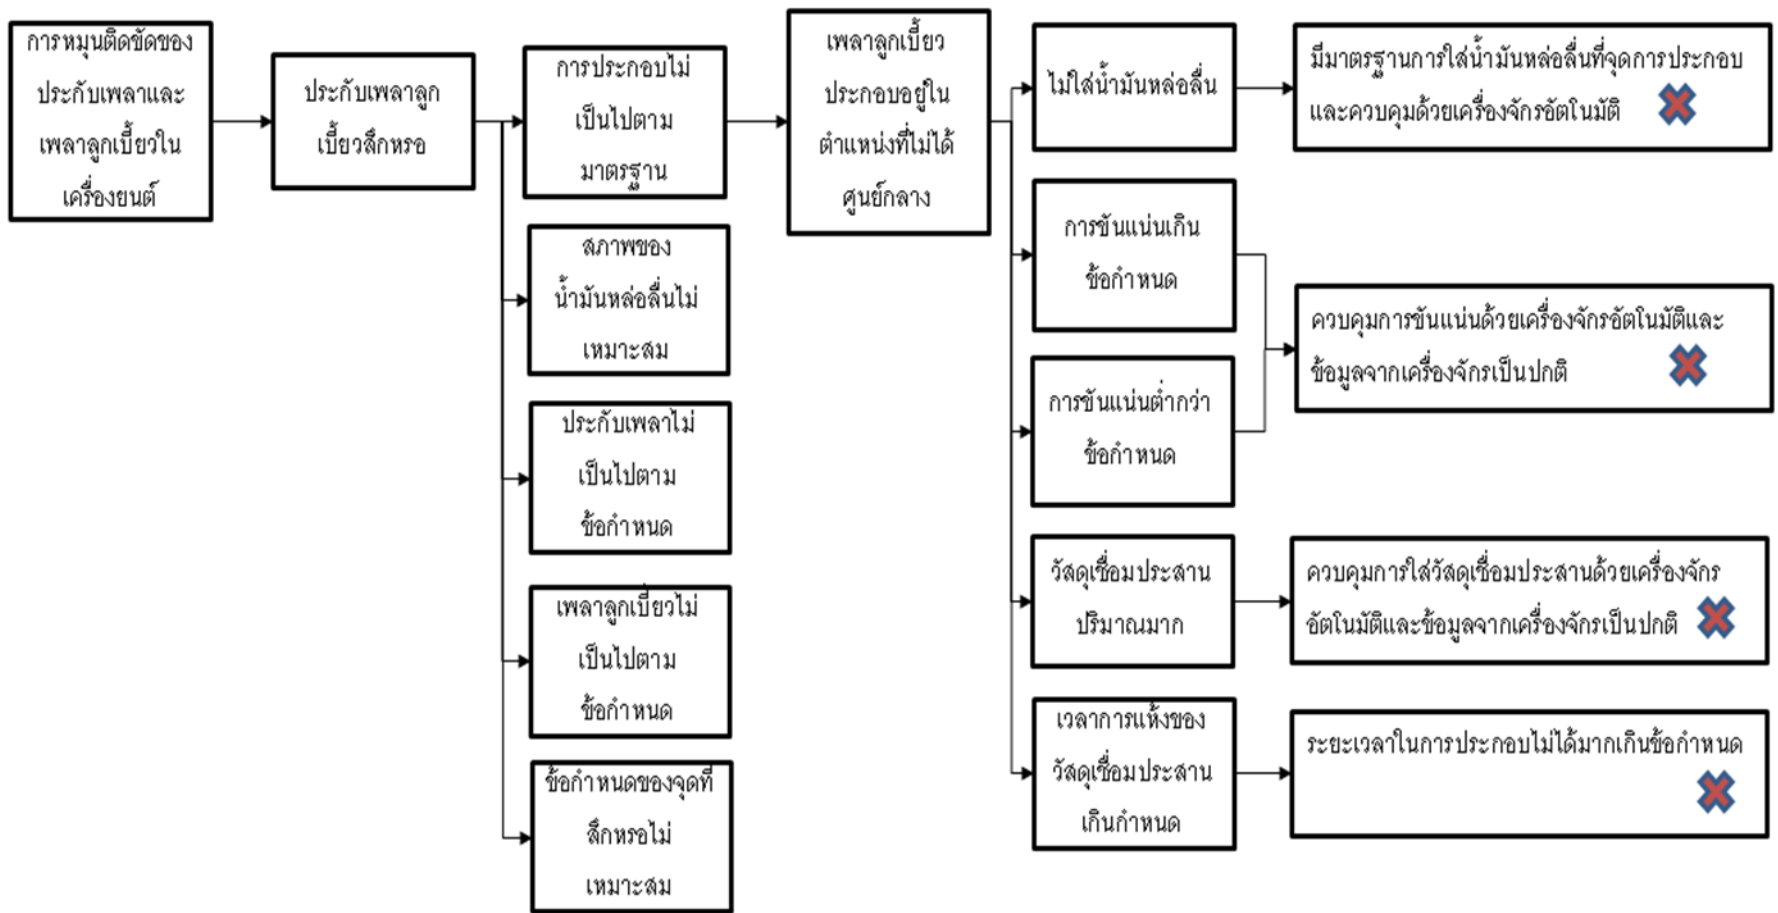 การหมุนติดขัดของ
ประกับเพลาและ
เพลาลูกเบี้ยวใน
เครื่องยนต์
ประกับเพลาลูก
เบี้ยวสึกหรอ
การประกอบไม่
เป็นไปตาม
มาตรฐาน
สภาพของ
น้ำมันหล่อลื่นไม่
เหมาะสม
ประกับเพลาไม่
เป็นไปตาม
ข้อกำหนด
เพลาลูกเบี้ยวไม่
เป็นไปตาม
ข้อกำหนด
ข้อกำหนดของจุดที่
สึกหรอไม่
เหมาะสม
เพลาลูกเบี้ยว
ประกอบอยู่ใน
ตำแหน่งที่ไม่ได้
ศูนย์กลาง
ไม่ใส่น้ำมันหล่อลื่น
การขันแน่นเกิน
ข้อกำหนด
การขันแน่นต่ำกว่า
ข้อกำหนด
วัสดุเชื่อมประสาน
ปริมาณมาก
เวลาการแห้งของ
วัสดุเชื่อมประสาน
เกินกำหนด
มีมาตรฐานการใส่น้ำมันหล่อลื่นที่จุดการประกอบ
และควบคุมด้วยเครื่องจักรอัตโนมัติ
ควบคุมการขันแน่นด้วยเครื่องจักรอัตโนมัติและ
ข้อมูลจากเครื่องจักรเป็นปกติ
ควบคุมการใส่วัสดุเชื่อมประสานด้วยเครื่องจักร
อัตโนมัติและข้อมูลจากเครื่องจักรเป็นปกติ
ระยะเวลาในการประกอบไม่ได้มากเกินข้อกำหนด